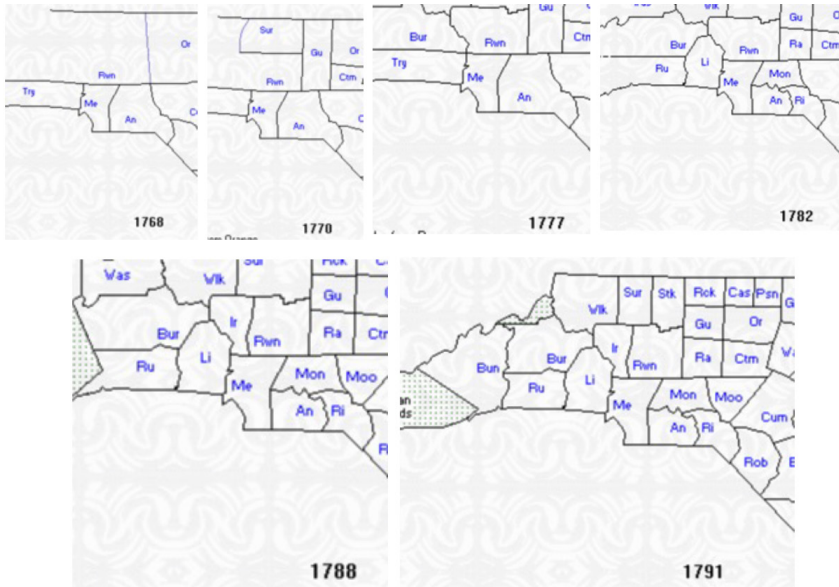 Or
Rwn
Try
Me
An
1768
Sur
Gu
Or
Rwn
Ctm
Me
An
1770
Gu
Bur
Rwn
Ctm
Try
Me
An
1777
Gu
Bur
Rwn
Ra
Ctm
Ru
Li
Me
Mon
An
Ri
1782
Was
Wlk
Sur
Gu
Ir
Bur
Rwn
Ra
Ctm
Ru
Li
Me
Mon
Moo
An
Ri
1788
Wlk
Sur
Stk
Rck
Cas
Psn
Gu
Or
Ir
Bun
Bur
Rwn
Ra
Ctm
Ru
Li
Me
Mon
Moo
An
Ri
Cum
Rob
1791